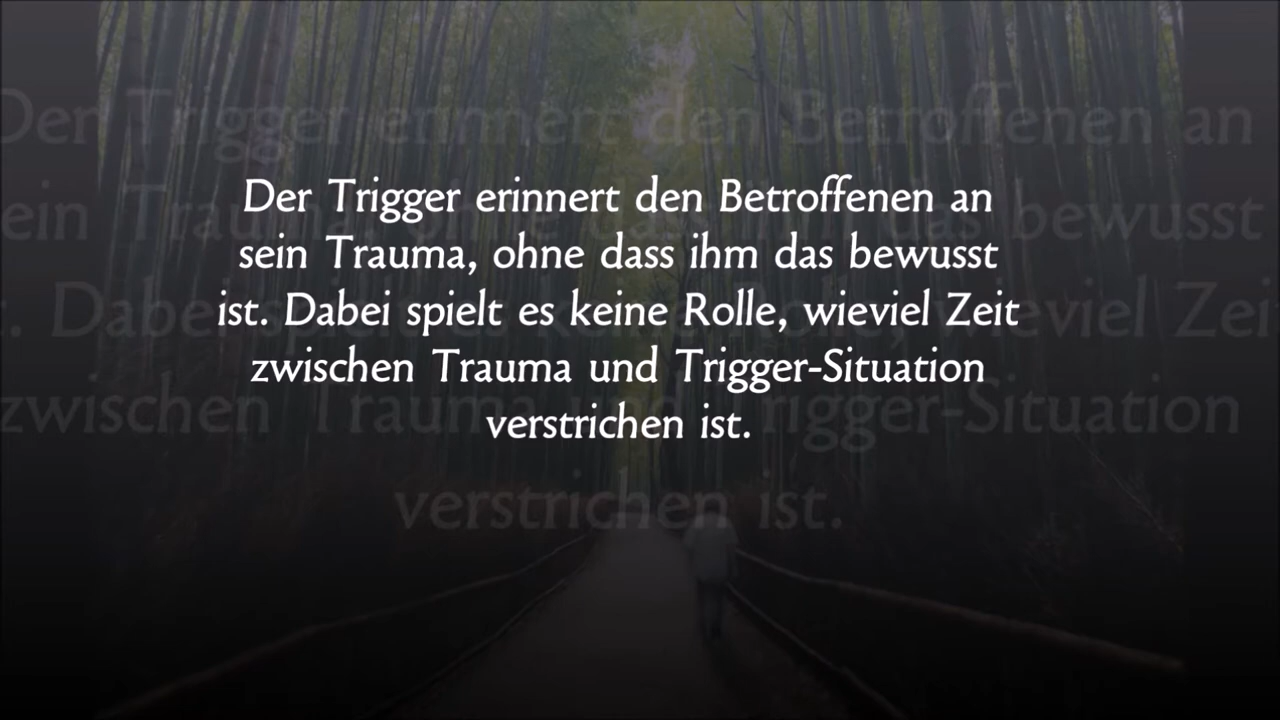 Der Trigger erinnert den Betroffenen an
sein Trauma, ohne dass ihm das bewusst
ist. Dabei spielt es keine Rolle, wieviel Zeit
zwischen Trauma und Trigger-Situation
verstrichen ist.